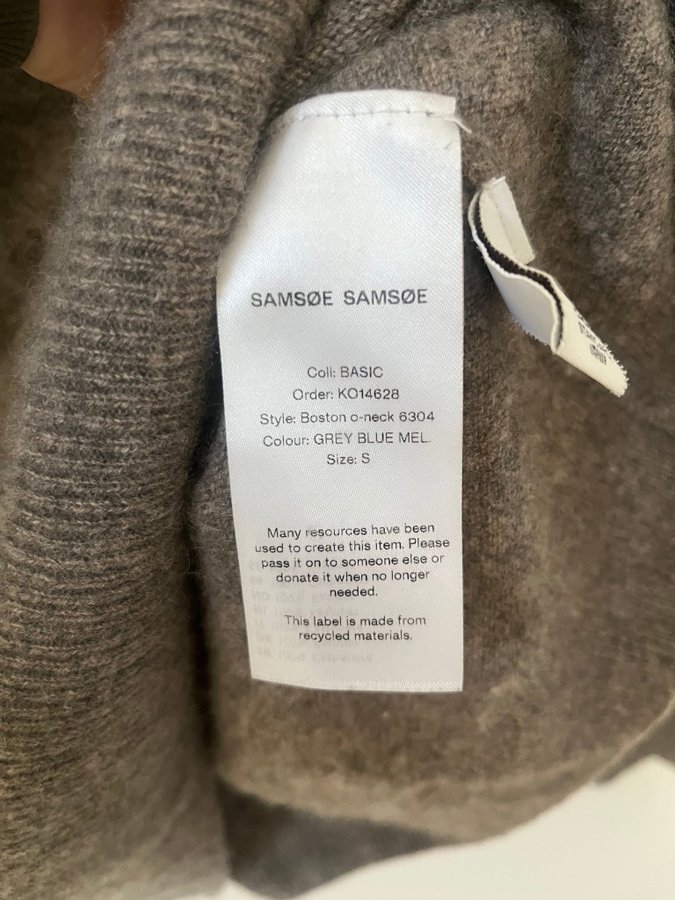 SAMSØE SAMSØE
Coll: BASIC
Order: KO14628
Style: Boston o-neck 6304
Colour: GREY BLUE MEL.
Size: S
Many resources have been
used to create this item. Please
pass it on to someone else or
donate it when no longer
needed.
This label is made from
recycled materials.